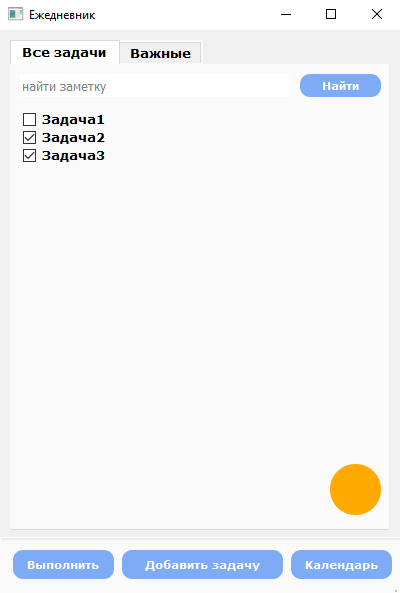 Ежедневник
Все задачи Важные
найти заметку Найти
Задача1
Задача2
Задача3
Выполнить Добавить задачу Календарь